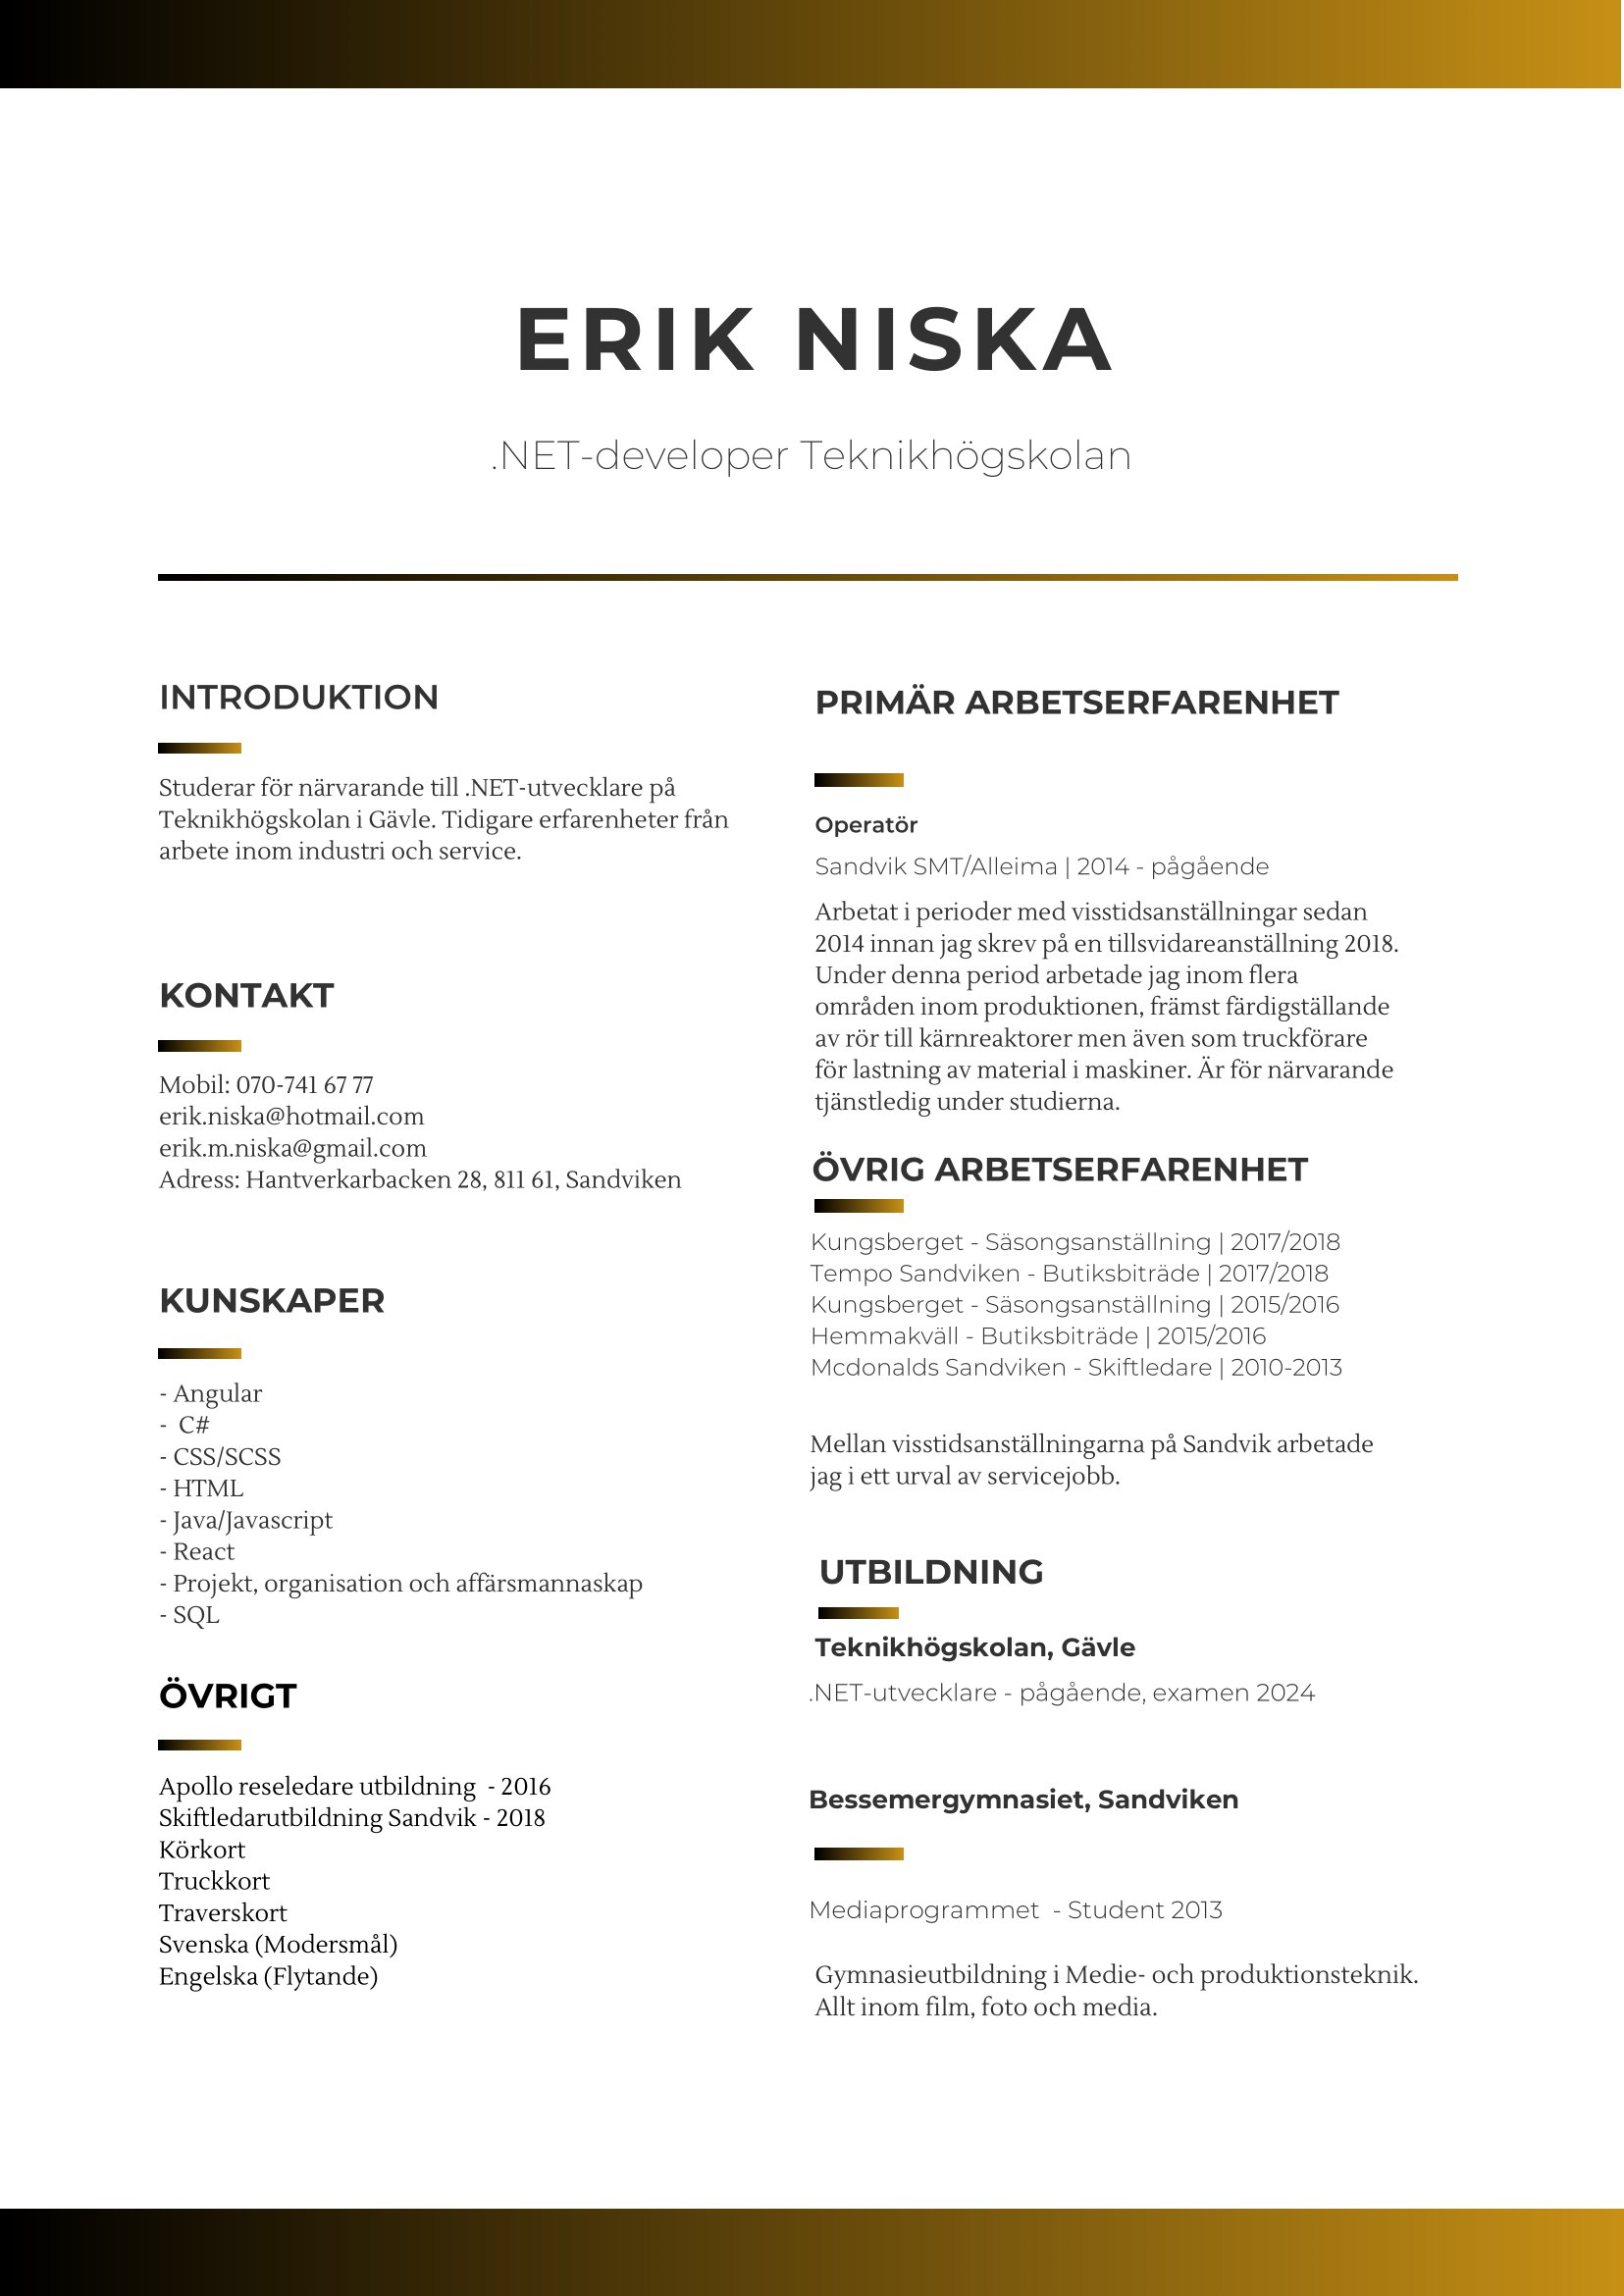 ERIK NISKA
.NET-developer Teknikhögskolan
INTRODUKTION
Studerar för närvarande till .NET-utvecklare på
Teknikhögskolan i Gävle. Tidigare erfarenheter från
arbete inom industri och service.
KONTAKT
Mobil: 070-741 67 77
erik.niska@hotmail.com
erik.m.niska@gmail.com
Adress: Hantverkarbacken 28, 811 61, Sandviken
KUNSKAPER
- Angular
-  C#
- CSS/SCSS
- HTML
- Java/Javascript
- React
- Projekt, organisation och affärsmannaskap
- SQL
ÖVRIGT
Apollo reseledare utbildning  - 2016
Skiftledarutbildning Sandvik - 2018
Körkort
Truckkort
Traverskort
Svenska (Modersmål)
Engelska (Flytande)
PRIMÄR ARBETSERFARENHET
Operatör
Sandvik SMT/Alleima | 2014 - pågående
Arbetat i perioder med visstidsanställningar sedan
2014 innan jag skrev på en tillsvidareanställning 2018.
Under denna period arbetade jag inom flera
områden inom produktionen, främst färdigställande
av rör till kärnreaktorer men även som truckförare
för lastning av material i maskiner. Är för närvarande
tjänstledig under studierna.
ÖVRIG ARBETSERFARENHET
Kungsberget - Säsongsanställning | 2017/2018
Tempo Sandviken - Butiksbiträde | 2017/2018
Kungsberget - Säsongsanställning | 2015/2016
Hemmakväll - Butiksbiträde | 2015/2016
Mcdonalds Sandviken - Skiftledare | 2010-2013
Mellan visstidsanställningarna på Sandvik arbetade
jag i ett urval av servicejobb.
UTBILDNING
Teknikhögskolan, Gävle
.NET-utvecklare - pågående, examen 2024
Bessemergymnasiet, Sandviken
Mediaprogrammet  - Student 2013
Gymnasieutbildning i Medie- och produktionsteknik.
Allt inom film, foto och media.